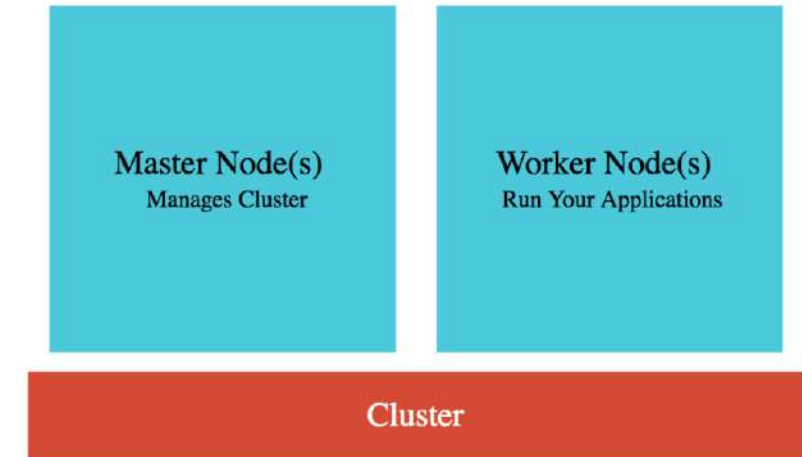 Master Node(s)
Manages Cluster
Worker Node(s)
Run Your Applications
Cluster